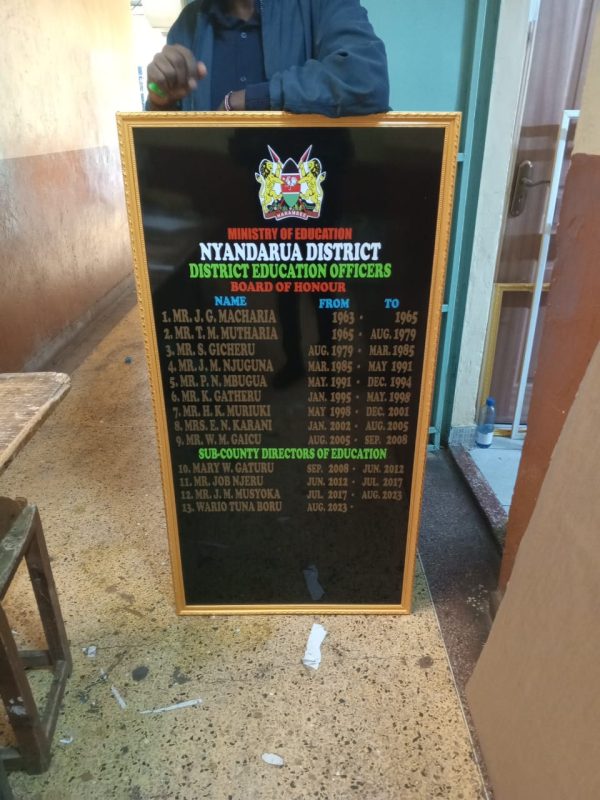 HARAMBEE
MINISTRY OF EDUCATION
NYANDARUA DISTRICT
DISTRICT EDUCATION OFFICERS
BOARD OF HONOUR
NAME FROM TO
1. MR. J. G. MACHARIA 1963 - 1965
2. MR. T. M. MUTHARIA 1965 - AUG. 1979
3. MR. S. GICHERU AUG. 1979 - MAR. 1985
4. MR. J. M. NJUGUNA MAR. 1985 - MAY 1991
5. MR. P. N. MBUGUA MAY 1991 - DEC. 1994
6. MR. K. GATHERU JAN. 1995 - MAY. 1998
7. MR. H. K. MURIUKI MAY 1998 - DEC. 2001
8. MRS. E. N. KARANI JAN. 2002 - AUG. 2005
9. MR. W. M. GAICU AUG. 2005 - SEP. 2008
SUB-COUNTY DIRECTORS OF EDUCATION
10. MARY W. GATURU SEP. 2008 - JUN. 2012
11. MR. JOB NJERU JUN. 2012 - JUL. 2017
12. MR. J. M. MUSYOKA JUL. 2017 - AUG. 2023
13. WARIO TUNA BORU AUG. 2023 -